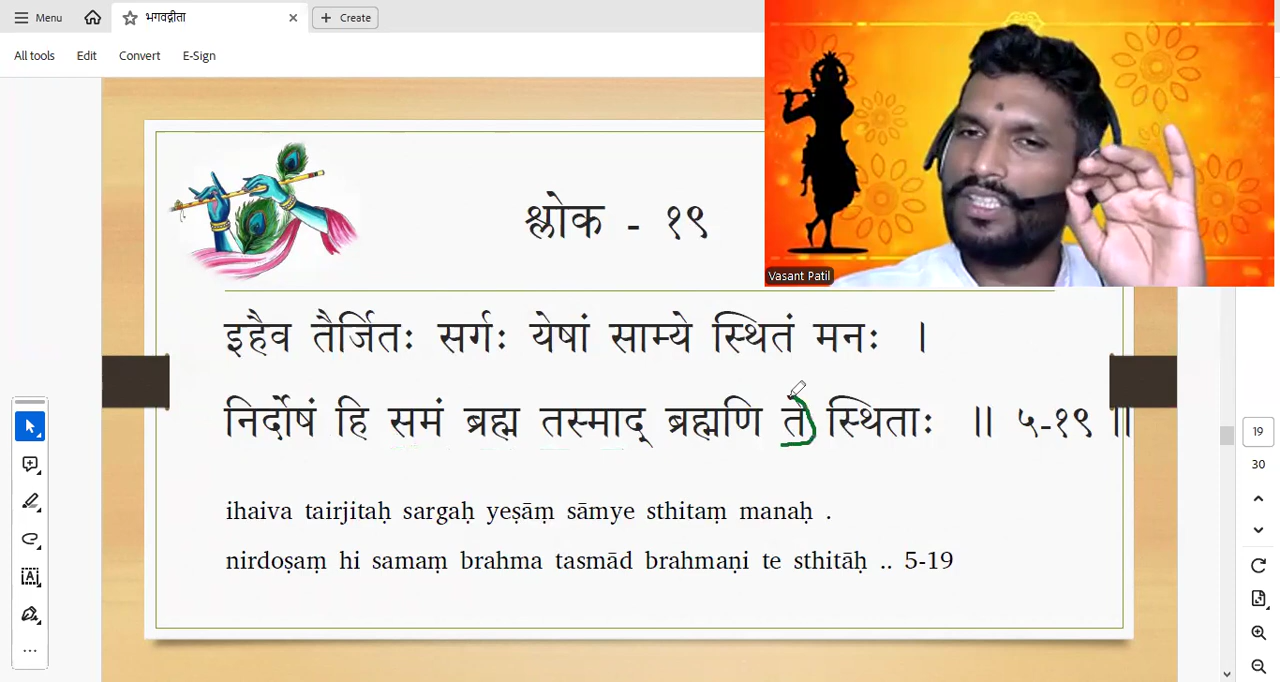 Menu
भगवद्गीता
Create
All tools Edit Convert E-Sign
Vasant Patil
श्लोक - १९
इहैव तैर्जितः सर्गः येषां साम्ये स्थितं मनः ।
निर्दोषं हि समं ब्रह्म तस्माद् ब्रह्मणि ते स्थिताः ॥ ५-१९ ॥
ihaiva tairjitaḥ sargaḥ yeṣāṃ sāmye sthitaṃ manaḥ .
nirdoṣaṃ hi samaṃ brahma tasmād brahmaṇi te sthitāḥ .. 5-19
19
30